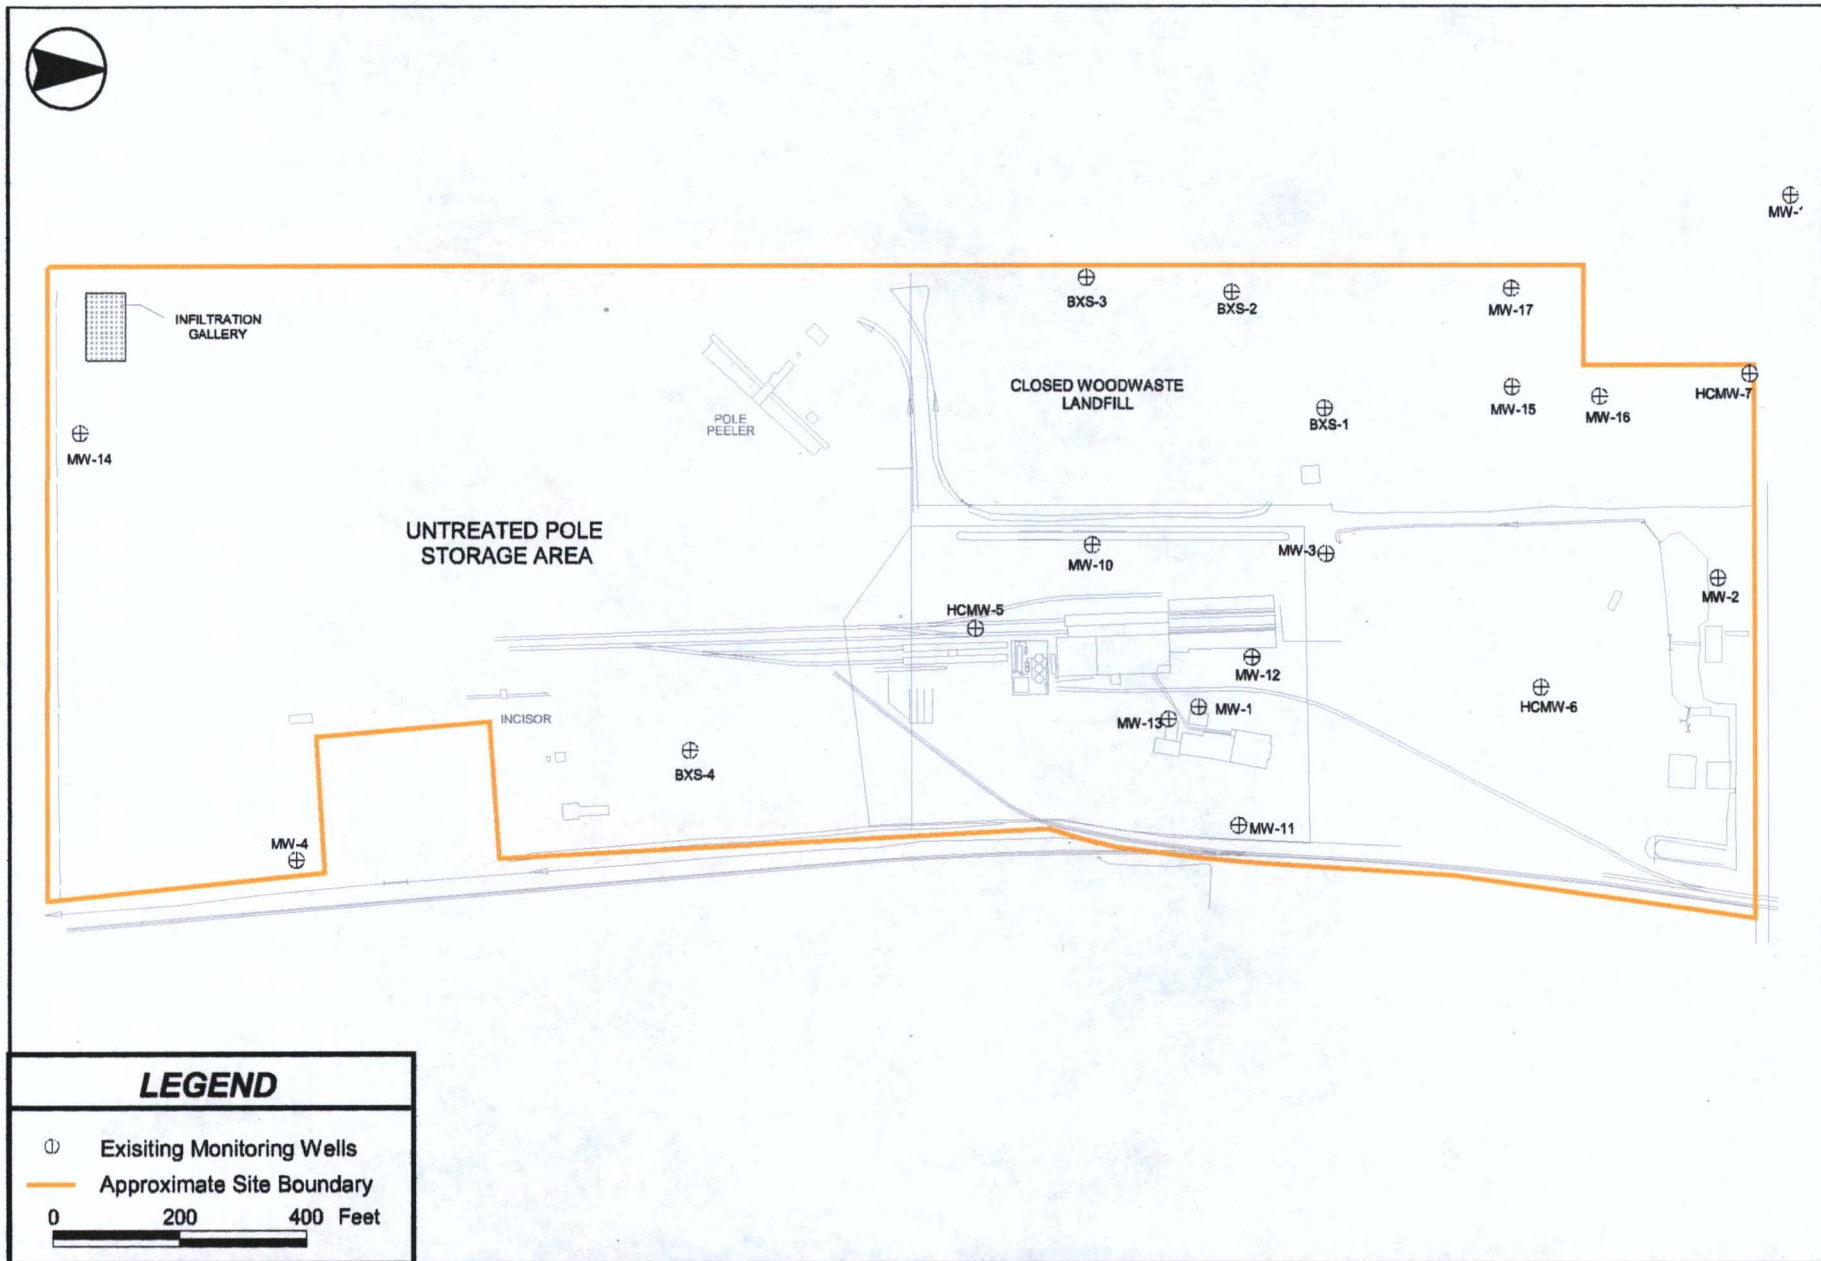 MW-
BXS-3
BXS-2
MW-17
INFILTRATION
GALLERY
HCMW-7
CLOSED WOODWASTE
LANDFILL
MW-15
MW-16
BXS-1
POLE
PEELER
MW-14
UNTREATED POLE
STORAGE AREA
MW-3
MW-10
MW-2
HCMW-5
MW-12
HCMW-6
MW-1
MW-13
INCISOR
BXS-4
MW-11
MW-4
LEGEND
Exisiting Monitoring Wells
Approximate Site Boundary
0 200 400 Feet